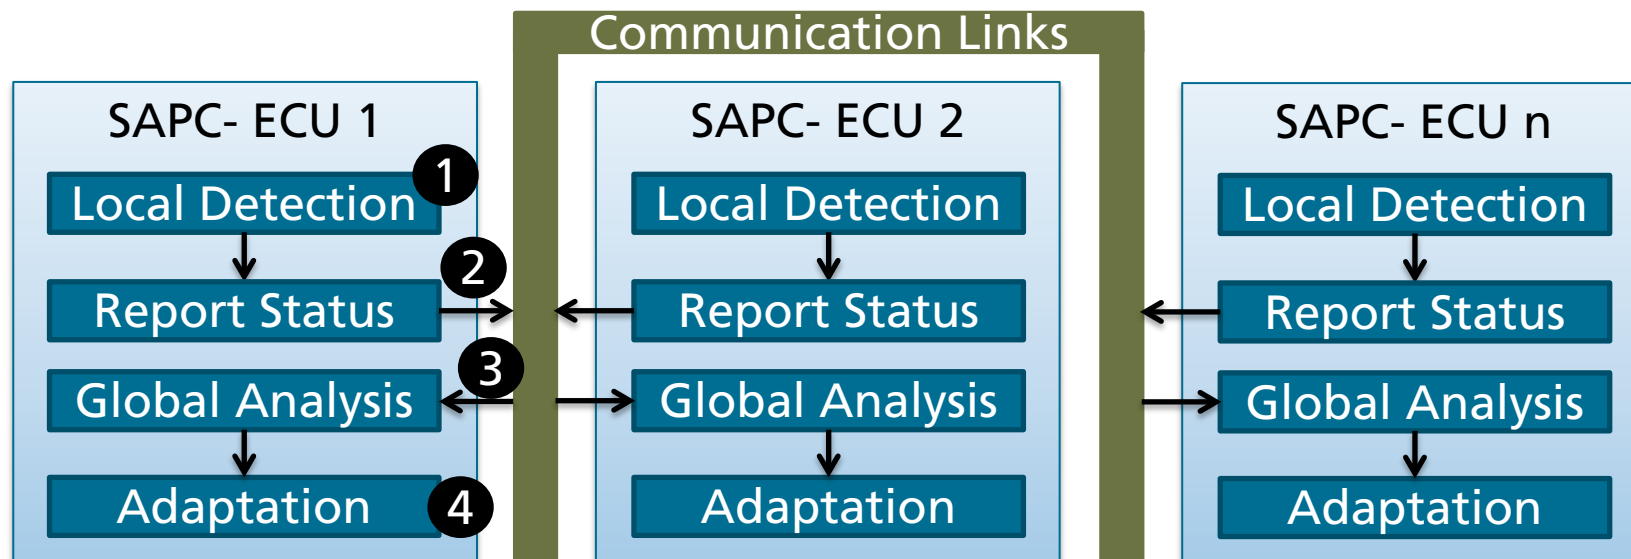 Communication Links
SAPC- ECU 1
Local Detection
1
Report Status
2
Global Analysis
3
Adaptation
4
SAPC- ECU 2
Local Detection
Report Status
Global Analysis
Adaptation
SAPC- ECU n
Local Detection
Report Status
Global Analysis
Adaptation